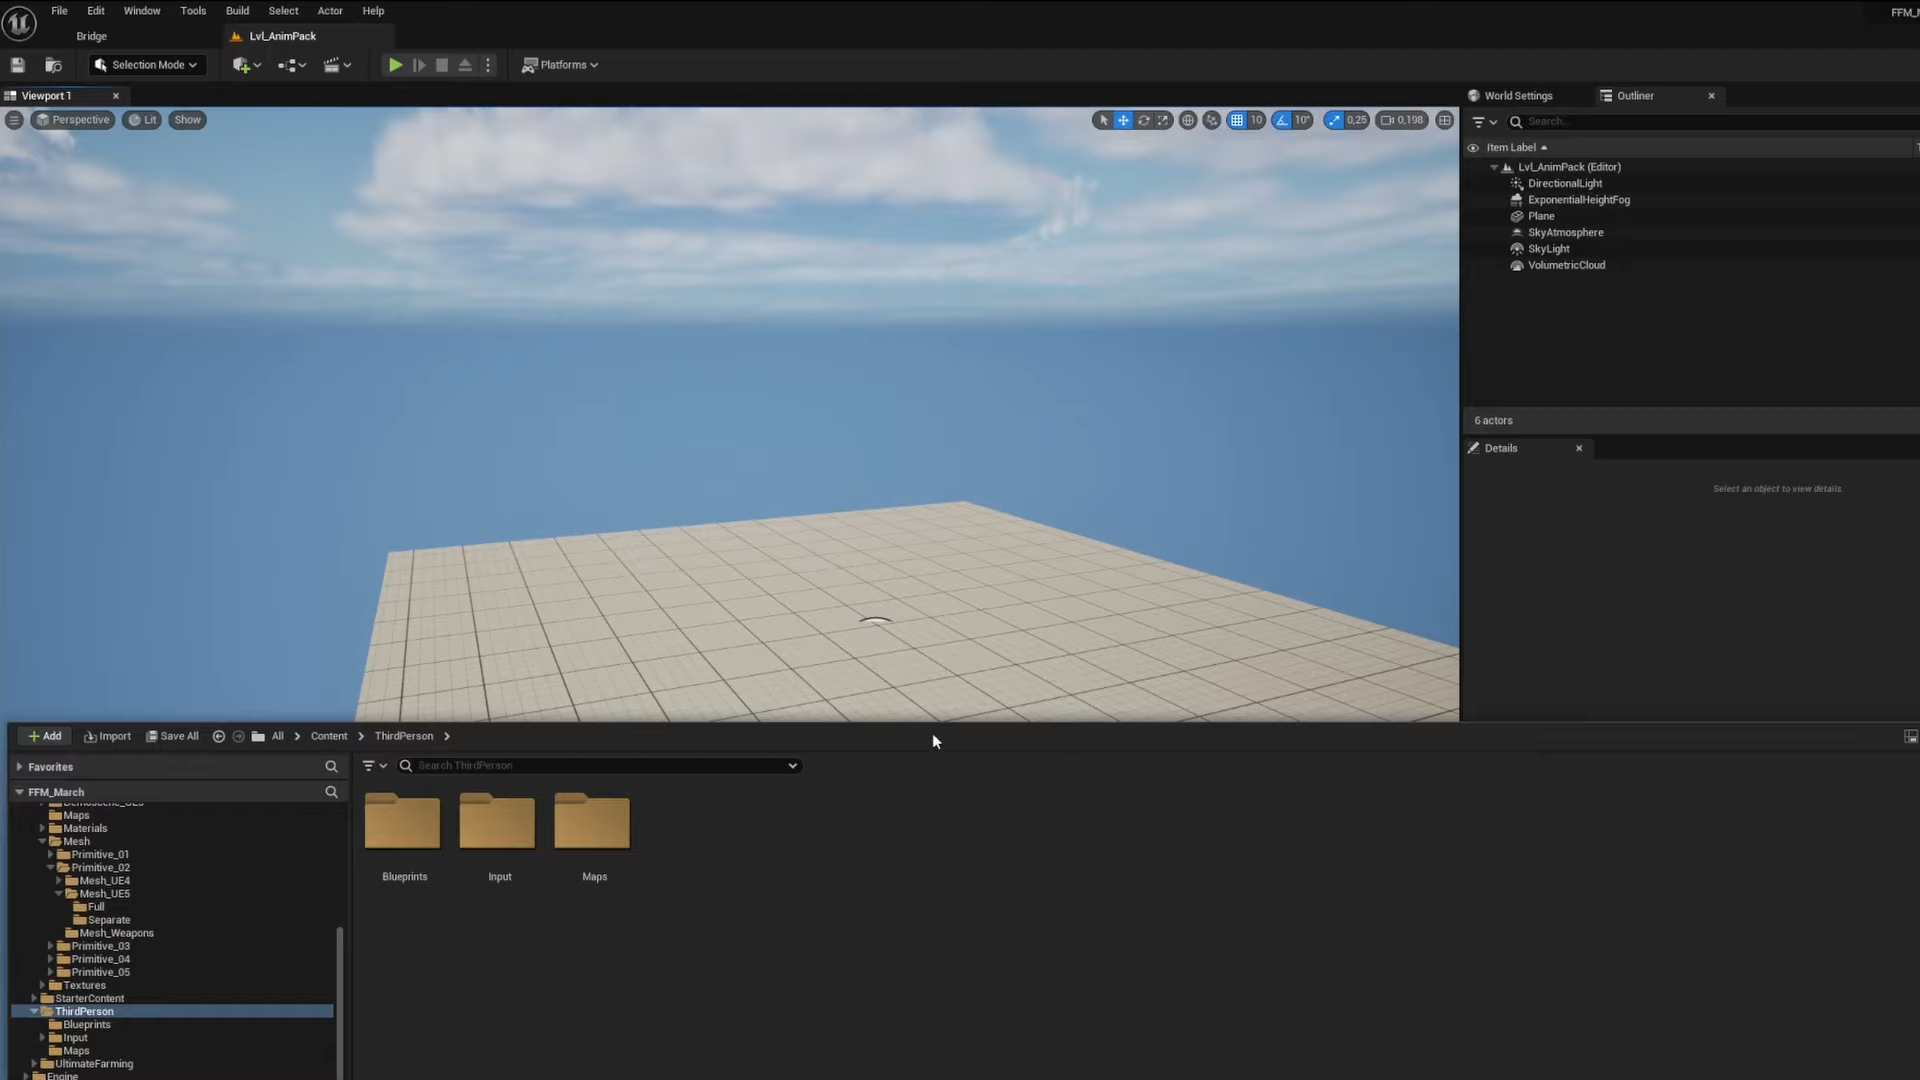 File Edit Window Tools Build Select Actor Help
Bridge Lvl_AnimPack
Selection Mode Platforms
Viewport 1
Perspective Lit Show 10 10° 0,25 0,198
World Settings Outliner
Search...
Item Label
Lvl_AnimPack (Editor)
DirectionalLight
ExponentialHeightFog
Plane
SkyAtmosphere
SkyLight
VolumetricCloud
6 actors
Details
Select an object to view details.
Add Import Save All All Content ThirdPerson
Favorites
Search ThirdPerson
FFM_March
Maps
Materials
Mesh
Primitive_01
Primitive_02
Mesh_UE4
Mesh_UE5
Full
Separate
Mesh_Weapons
Primitive_03
Primitive_04
Primitive_05
Textures
StarterContent
ThirdPerson
Blueprints
Input
Maps
UltimateFarming
Engine
Blueprints Input Maps